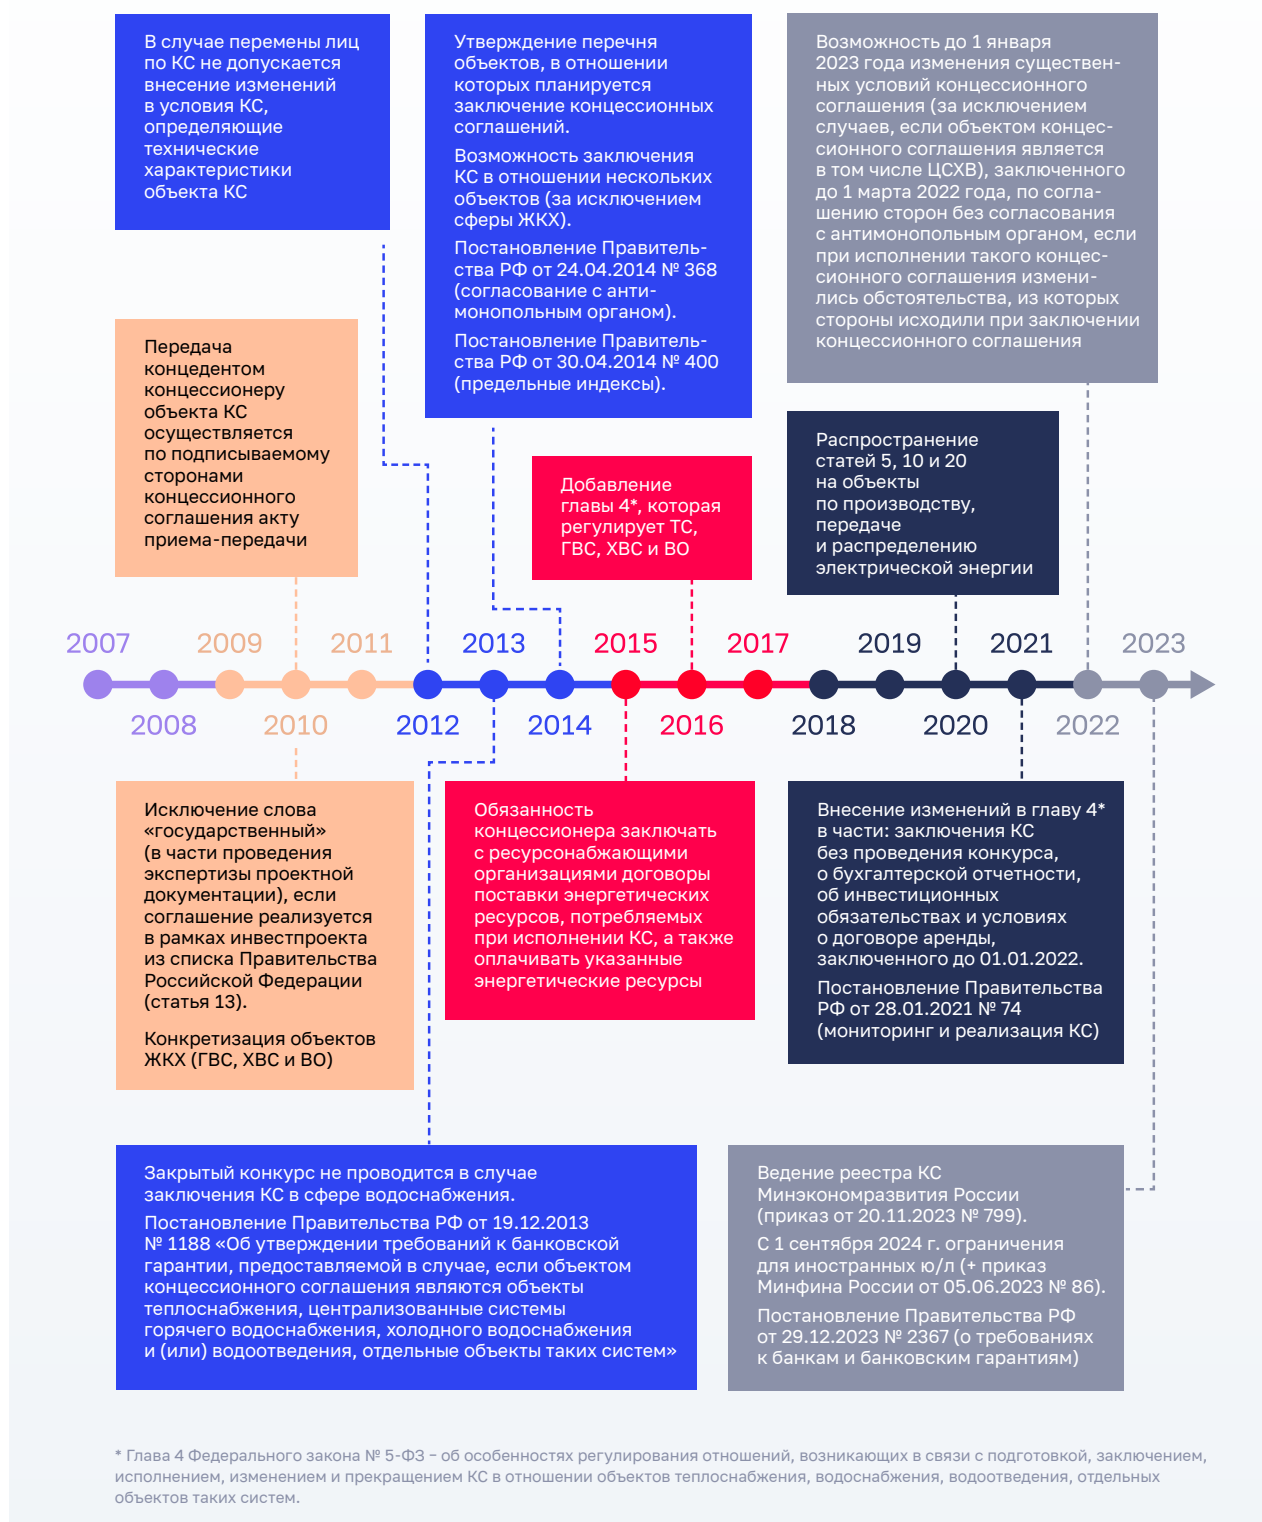 В случае перемены лиц
по КС не допускается
внесение изменений
в условия КС,
определяющие
технические
характеристики
объекта КС
Утверждение перечня
объектов, в отношении
которых планируется
заключение концессионных
соглашений.
Возможность заключения
КС в отношении нескольких
объектов (за исключением
сферы ЖКХ).
Постановление Правитель-
ства РФ от 24.04.2014 № 368
(согласование с анти-
монопольным органом).
Постановление Правитель-
ства РФ от 30.04.2014 № 400
(предельные индексы).
Возможность до 1 января
2023 года изменения существен-
ных условий концессионного
соглашения (за исключением
случаев, если объектом концес-
сионного соглашения является
в том числе ЦСХВ), заключенного
до 1 марта 2022 года, по согла-
шению сторон без согласования
с антимонопольным органом, если
при исполнении такого концес-
сионного соглашения измени-
лись обстоятельства, из которых
стороны исходили при заключении
концессионного соглашения
Передача
концедентом
концессионеру
объекта КС
осуществляется
по подписываемому
сторонами
концессионного
соглашения акту
приема-передачи
Добавление
главы 4*, которая
регулирует ТС,
ГВС, ХВС и ВО
Распространение
статей 5, 10 и 20
на объекты
по производству,
передаче
и распределению
электрической энергии
2007 2009 2011 2013 2015 2017 2019 2021 2023
2008 2010 2012 2014 2016 2018 2020 2022
Исключение слова
«государственный»
(в части проведения
экспертизы проектной
документации), если
соглашение реализуется
в рамках инвестпроекта
из списка Правительства
Российской Федерации
(статья 13).
Конкретизация объектов
ЖКХ (ГВС, ХВС и ВО)
Обязанность
концессионера заключать
с ресурсонабжающими
организациями договоры
поставки энергетических
ресурсов, потребляемых
при исполнении КС, а также
оплачивать указанные
энергетические ресурсы
Внесение изменений в главу 4*
в части: заключения КС
без проведения конкурса,
о бухгалтерской отчетности,
об инвестиционных
обязательствах и условиях
о договоре аренды,
заключенного до 01.01.2022.
Постановление Правительства
РФ от 28.01.2021 № 74
(мониторинг и реализация КС)
Закрытый конкурс не проводится в случае
заключения КС в сфере водоснабжения.
Постановление Правительства РФ от 19.12.2013
№ 1188 «Об утверждении требований к банковской
гарантии, предоставляемой в случае, если объектом
концессионного соглашения являются объекты
теплоснабжения, централизованные системы
горячего водоснабжения, холодного водоснабжения
и (или) водоотведения, отдельные объекты таких систем»
Ведение реестра КС
Минэкономразвития России
(приказ от 20.11.2023 № 799).
С 1 сентября 2024 г. ограничения
для иностранных ю/л (+ приказ
Минфина России от 05.06.2023 № 86).
Постановление Правительства РФ
от 29.12.2023 № 2367 (о требованиях
к банкам и банковским гарантиям)
* Глава 4 Федерального закона № 5-ФЗ – об особенностях регулирования отношений, возникающих в связи с подготовкой, заключением,
исполнением, изменением и прекращением КС в отношении объектов теплоснабжения, водоснабжения, водоотведения, отдельных
объектов таких систем.